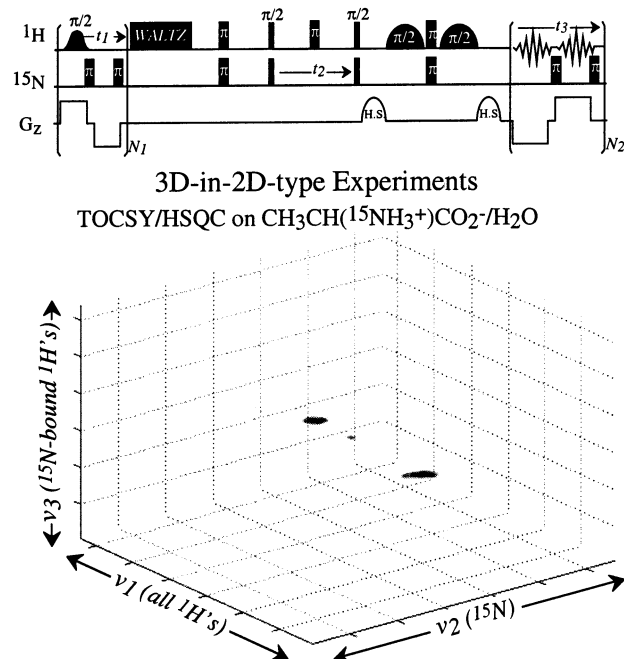 π/2 π/2 π/2 t3
1H t1 WALTZ π π π/2 π π/2
15N π π π t2 π π π
Gz H.S H.S
N1 N2
3D-in-2D-type Experiments
TOCSY/HSQC on CH3CH(15NH3+)CO2-/H2O
ν3 (15N-bound 1H's)
ν1 (all 1H's)
ν2 (15N)